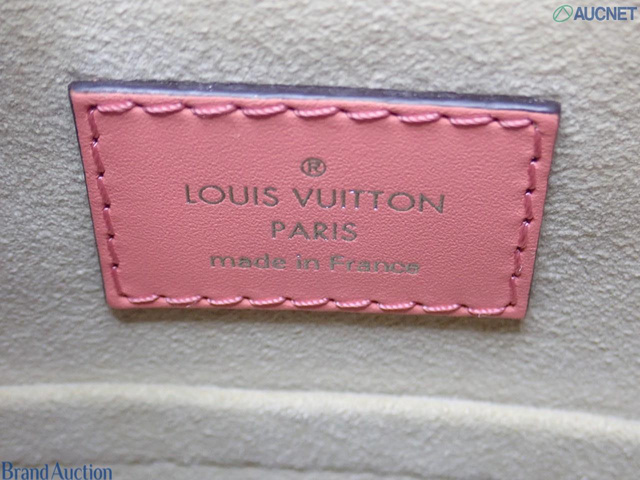 AUCNET
®
LOUIS VUITTON
PARIS
made in France
Brand Auction